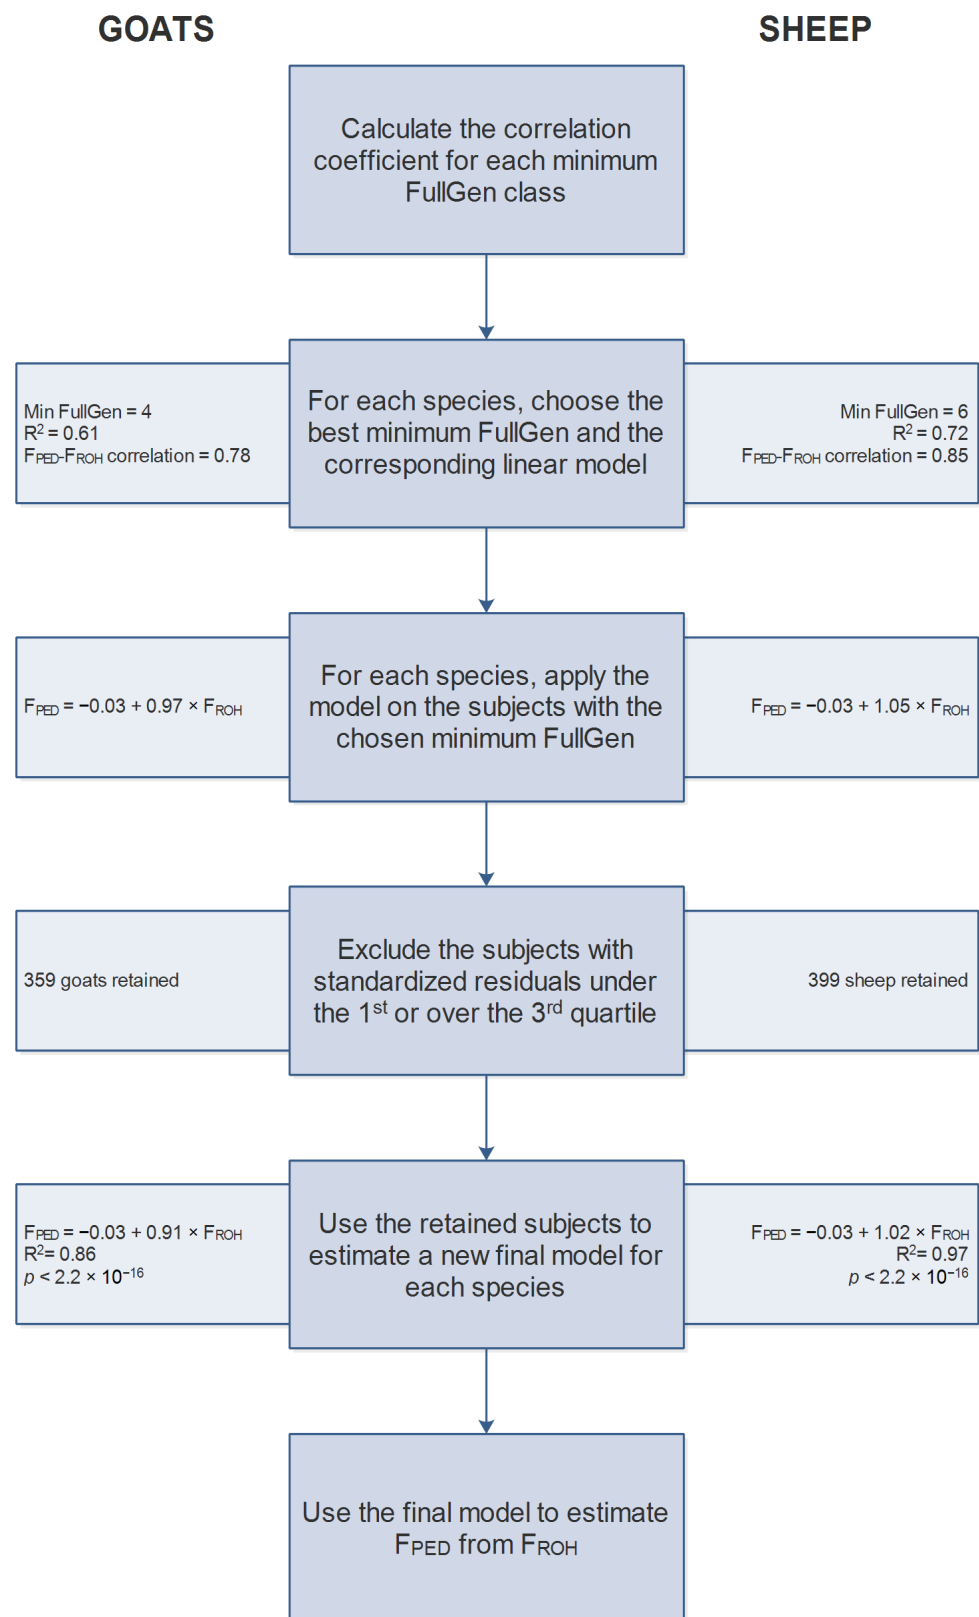 GOATS
SHEEP
Calculate the correlation
coefficient for each minimum
FullGen class
For each species, choose the
best minimum FullGen and the
corresponding linear model
Min FullGen = 4
R² = 0.61
FPED-FROH correlation = 0.78
Min FullGen = 6
R² = 0.72
FPED-FROH correlation = 0.85
For each species, apply the
model on the subjects with the
chosen minimum FullGen
FPED = −0.03 + 0.97 × FROH
FPED = −0.03 + 1.05 × FROH
Exclude the subjects with
standardized residuals under
the 1st or over the 3rd quartile
359 goats retained
399 sheep retained
Use the retained subjects to
estimate a new final model for
each species
FPED = −0.03 + 0.91 × FROH
R²= 0.86
p < 2.2 × 10⁻¹⁶
FPED = −0.03 + 1.02 × FROH
R²= 0.97
p < 2.2 × 10⁻¹⁶
Use the final model to estimate
FPED from FROH